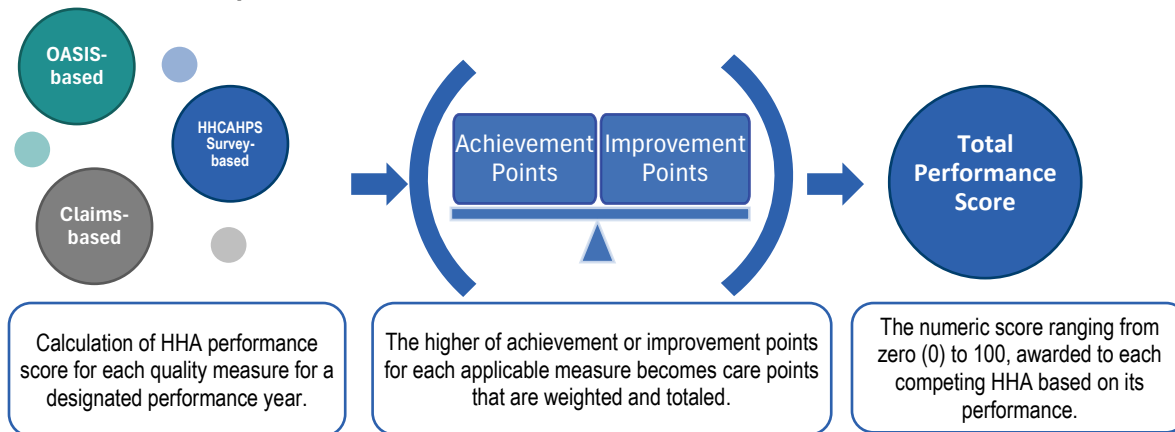 OASIS-
based
HHCAHPS
Survey-
based
Claims-
based
Achievement
Points
Improvement
Points
Total
Performance
Score
Calculation of HHA performance
score for each quality measure for a
designated performance year.
The higher of achievement or improvement points
for each applicable measure becomes care points
that are weighted and totaled.
The numeric score ranging from
zero (0) to 100, awarded to each
competing HHA based on its
performance.